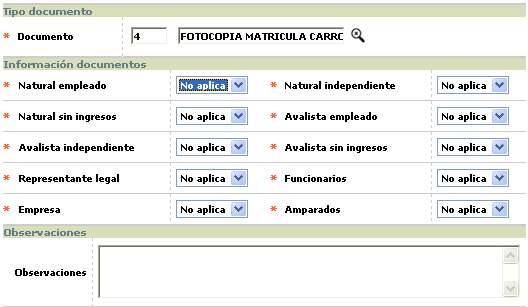 Tipo documento
* Documento 4 FOTOCOPIA MATRICULA CARRO
Información documentos
* Natural empleado No aplica * Natural independiente No aplica
* Natural sin ingresos No aplica * Avalista empleado No aplica
* Avalista independiente No aplica * Avalista sin ingresos No aplica
* Representante legal No aplica * Funcionarios No aplica
* Empresa No aplica * Amparados No aplica
Observaciones
Observaciones